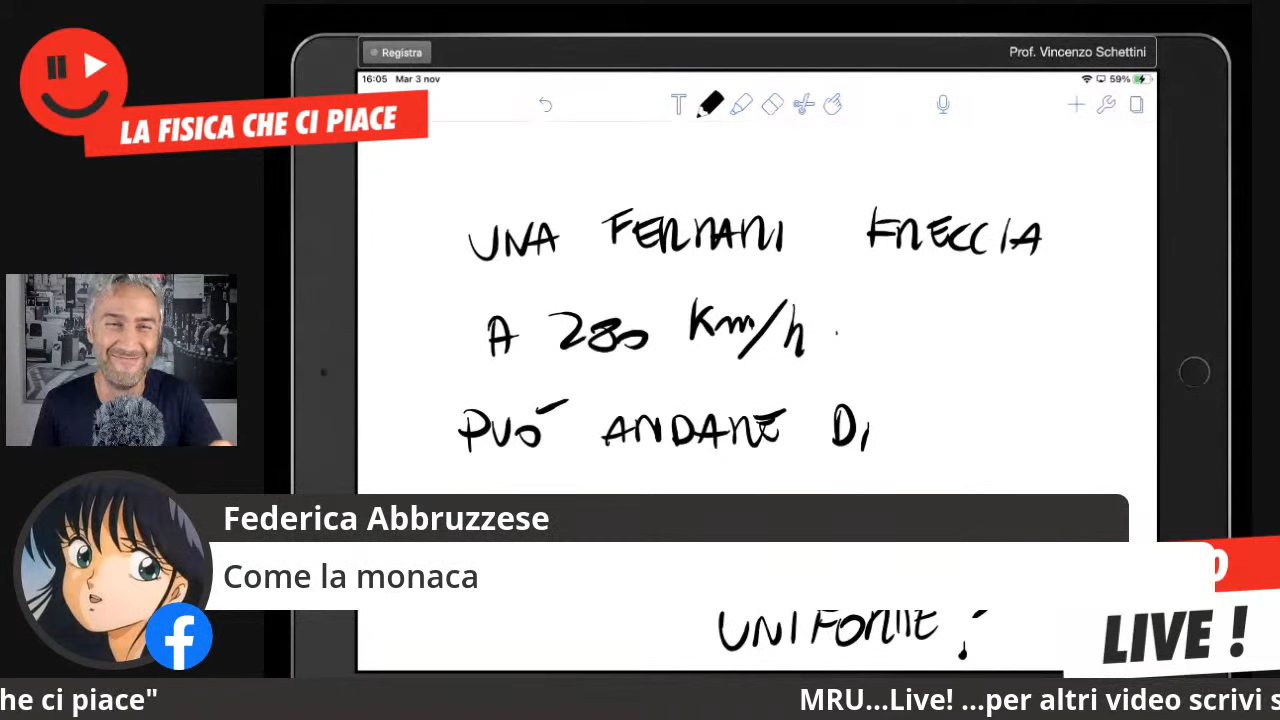 Registra
Prof. Vincenzo Schettini
16:05 Mar 3 nov
59%
LA FISICA CHE CI PIACE
UNA FERRARI FRECCIA
A 280 Km/h
PUÓ ANDARE DI
Federica Abbruzzese
Come la monaca
UNIFORME ?
LIVE !
he ci piace"
MRU...Live! ...per altri video scrivi s